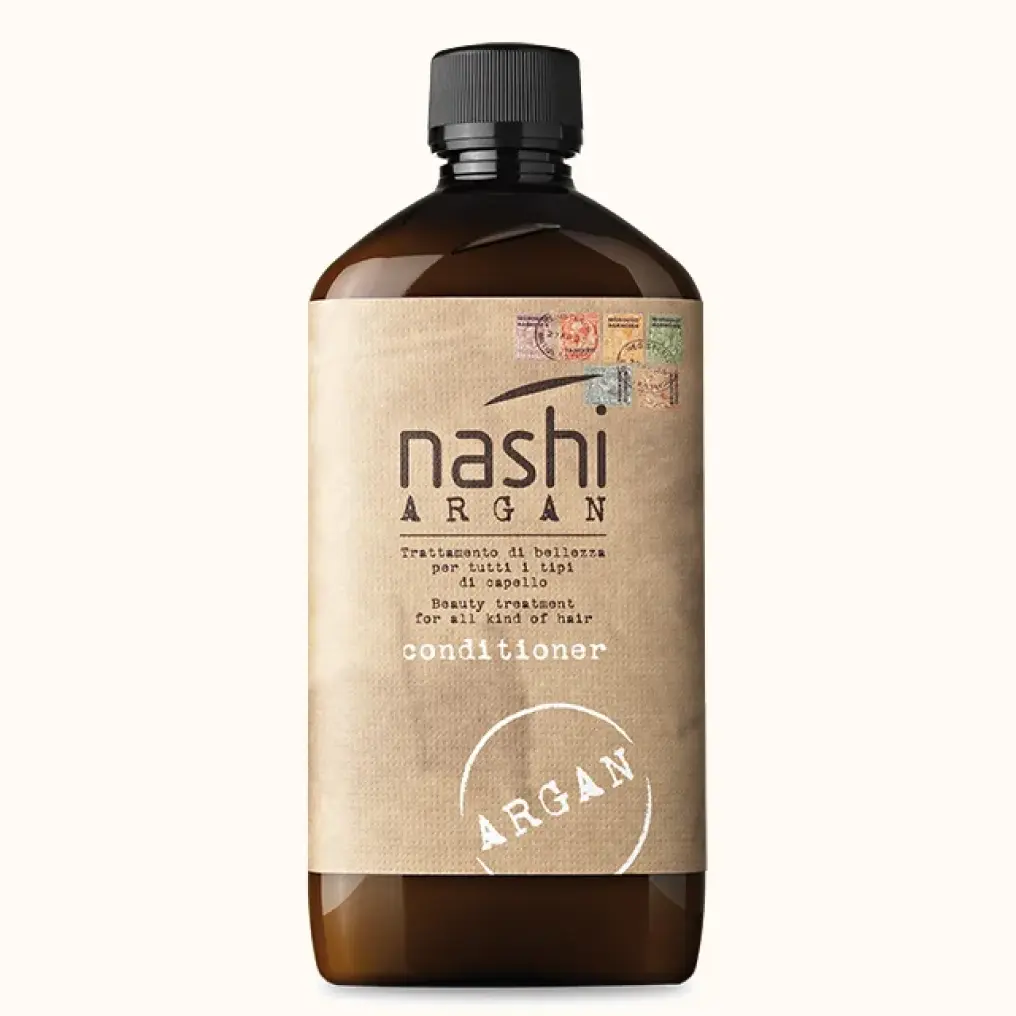 nashi
ARGAN
Trattamento di bellezza
per tutti i tipi
di capello
Beauty treatment
for all kind of hair
conditioner
ARGAN